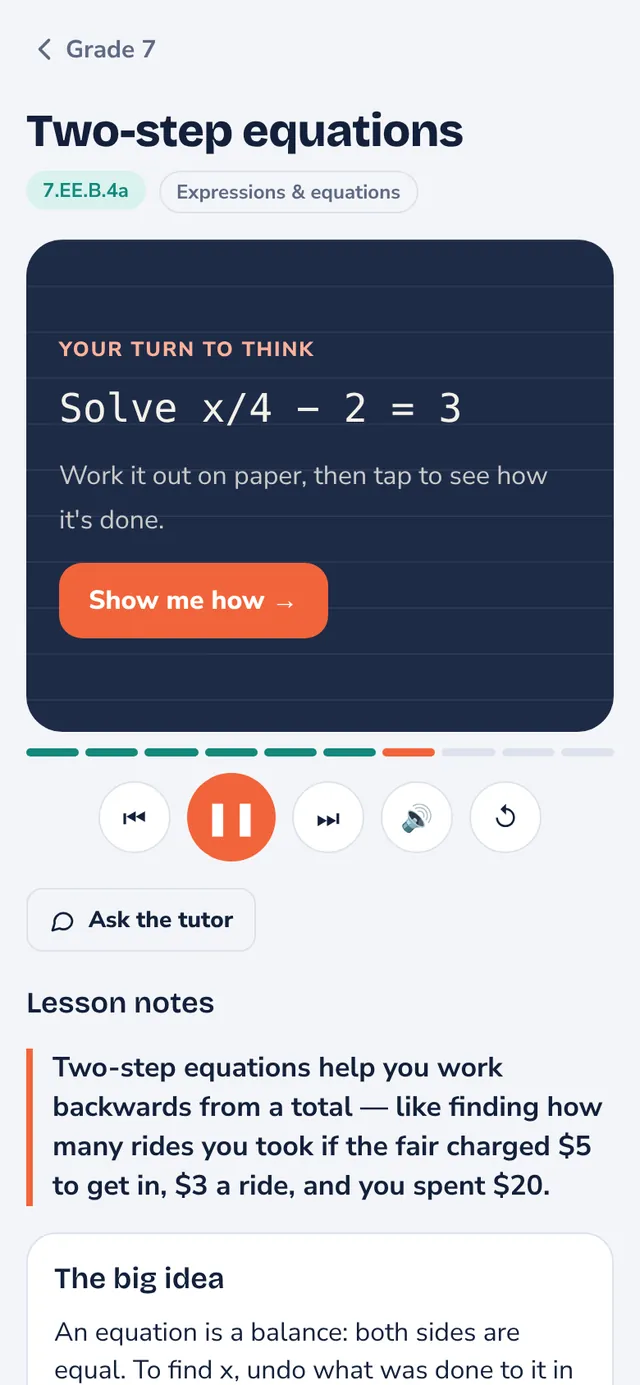 Grade 7
Two-step equations
7.EE.B.4a
Expressions & equations
YOUR TURN TO THINK
Solve x/4 − 2 = 3
Work it out on paper, then tap to see how
it's done.
Show me how →
Ask the tutor
Lesson notes
Two-step equations help you work
backwards from a total — like finding how
many rides you took if the fair charged $5
to get in, $3 a ride, and you spent $20.
The big idea
An equation is a balance: both sides are
equal. To find x, undo what was done to it in